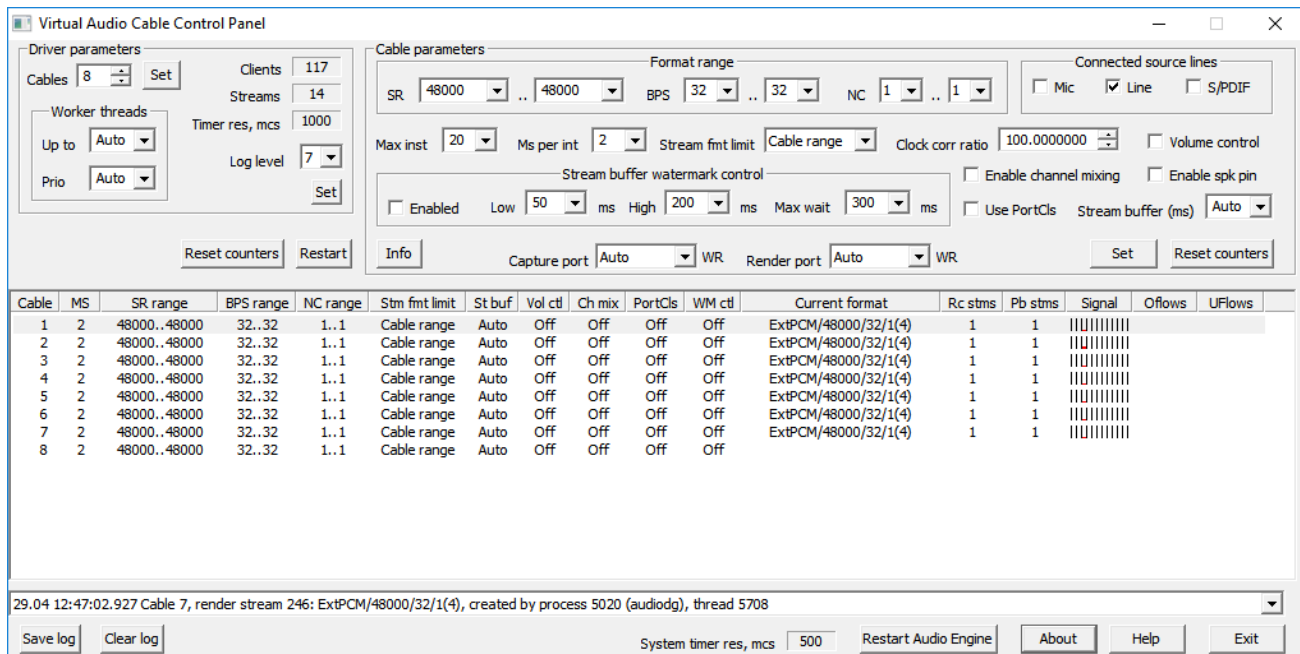 Virtual Audio Cable Control Panel
Driver parameters
Cables 8 Set
Clients 117
Streams 14
Timer res, mcs 1000
Worker threads
Up to Auto
Prio Auto
Log level 7
Set
Reset counters Restart
Cable parameters
Format range
SR 48000 .. 48000 BPS 32 .. 32 NC 1 .. 1
Connected source lines
Mic Line S/PDIF
Max inst 20 Ms per int 2 Stream fmt limit Cable range Clock corr ratio 100.0000000 Volume control
Stream buffer watermark control
Enabled Low 50 ms High 200 ms Max wait 300 ms
Enable channel mixing Enable spk pin
Use PortCls Stream buffer (ms) Auto
Info Capture port Auto WR Render port Auto WR Set Reset counters
Cable MS SR range BPS range NC range Stm fmt limit St buf Vol ctl Ch mix PortCls WM ctl Current format Rc stms Pb stms Signal Oflows UFlows
1 2 48000..48000 32..32 1..1 Cable range Auto Off Off Off Off ExtPCM/48000/32/1(4) 1 1
2 2 48000..48000 32..32 1..1 Cable range Auto Off Off Off Off ExtPCM/48000/32/1(4) 1 1
3 2 48000..48000 32..32 1..1 Cable range Auto Off Off Off Off ExtPCM/48000/32/1(4) 1 1
4 2 48000..48000 32..32 1..1 Cable range Auto Off Off Off Off ExtPCM/48000/32/1(4) 1 1
5 2 48000..48000 32..32 1..1 Cable range Auto Off Off Off Off ExtPCM/48000/32/1(4) 1 1
6 2 48000..48000 32..32 1..1 Cable range Auto Off Off Off Off ExtPCM/48000/32/1(4) 1 1
7 2 48000..48000 32..32 1..1 Cable range Auto Off Off Off Off ExtPCM/48000/32/1(4) 1 1
8 2 48000..48000 32..32 1..1 Cable range Auto Off Off Off Off
29.04 12:47:02.927 Cable 7, render stream 246: ExtPCM/48000/32/1(4), created by process 5020 (audiodg), thread 5708
Save log Clear log System timer res, mcs 500 Restart Audio Engine About Help Exit